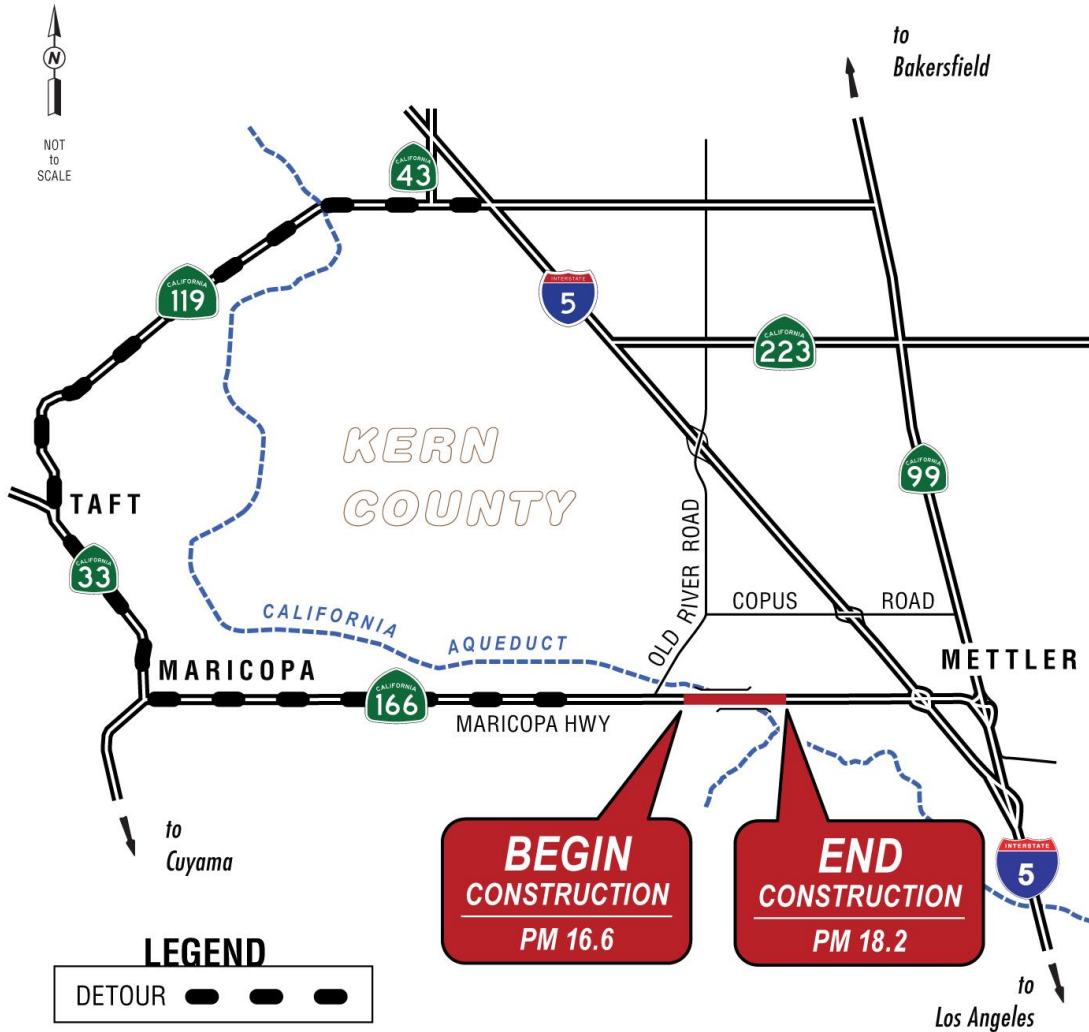 to
Bakersfield
N
NOT
to
SCALE
CALIFORNIA
43
CALIFORNIA
119
INTERSTATE
5
CALIFORNIA
223
KERN
COUNTY
CALIFORNIA
99
TAFT
CALIFORNIA
33
OLD RIVER ROAD
COPUS ROAD
CALIFORNIA AQUEDUCT
METTLER
MARICOPA
CALIFORNIA
166
MARICOPA HWY
to
Cuyama
BEGIN
CONSTRUCTION
PM 16.6
END
CONSTRUCTION
PM 18.2
INTERSTATE
5
LEGEND
DETOUR
to
Los Angeles